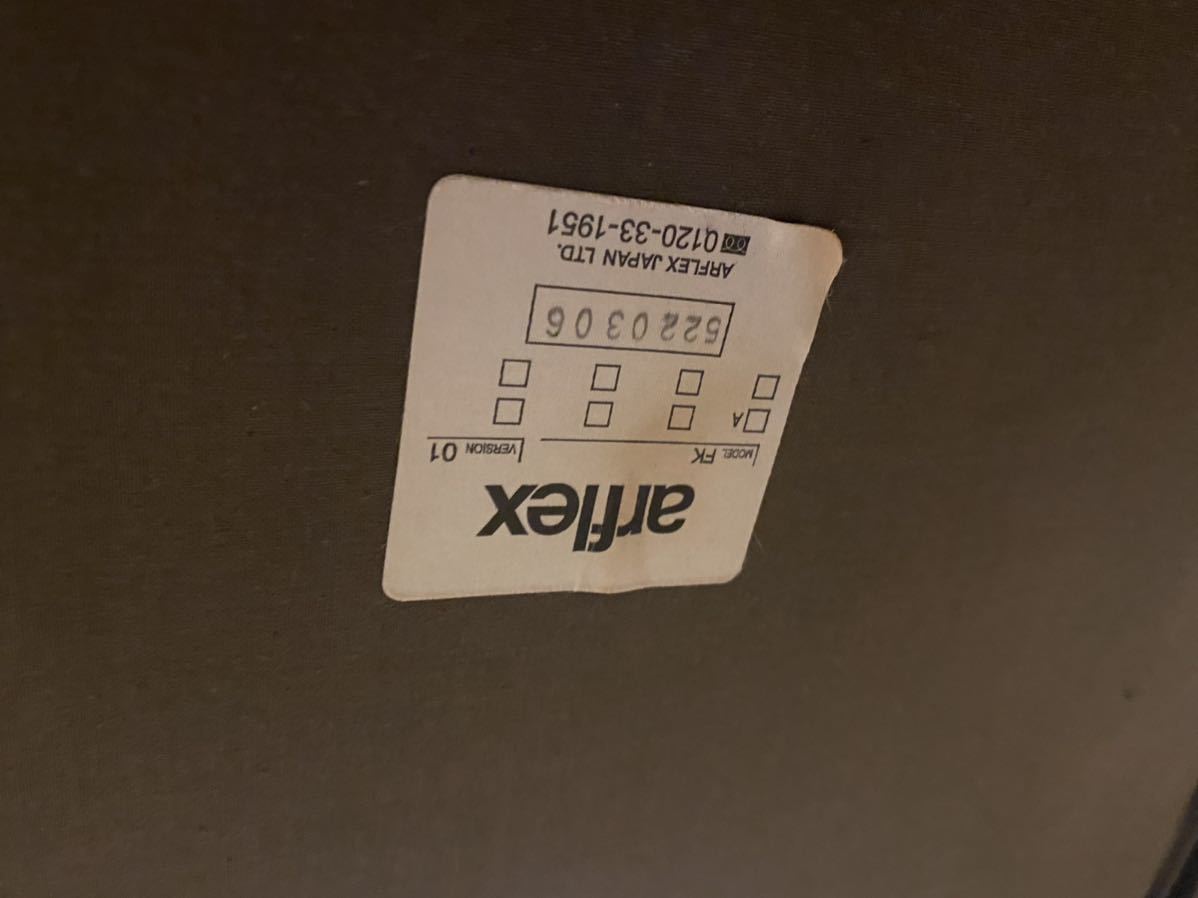 arflex
MODEL FK VERSION 01
A
5220306
ARFLEX JAPAN LTD.
0120-33-1951